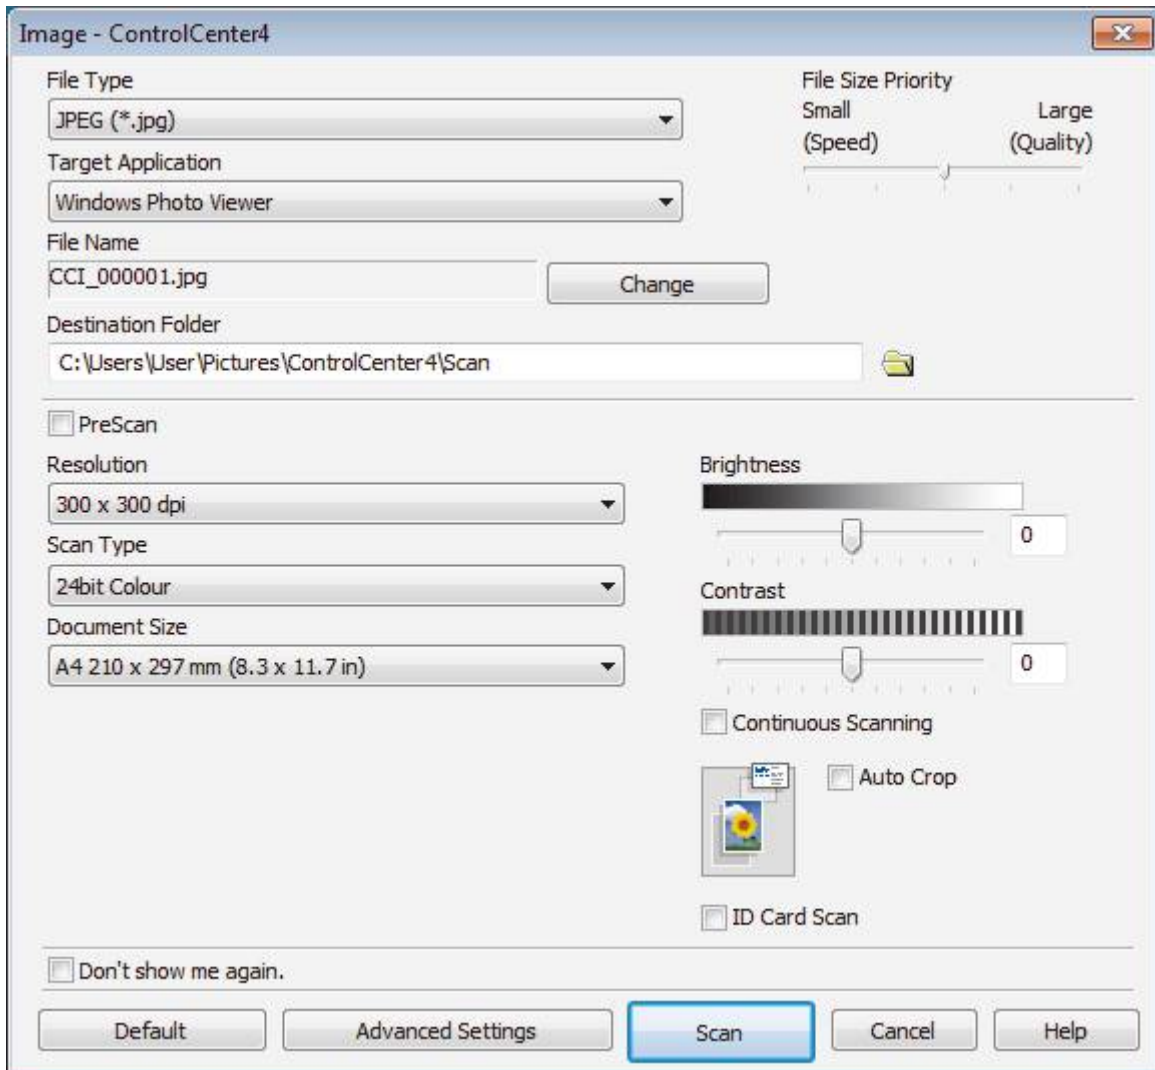 Image - ControlCenter4
File Type
JPEG (*.jpg)
Target Application
Windows Photo Viewer
File Name
CCI_000001.jpg
Change
Destination Folder
C:\Users\User\Pictures\ControlCenter4\Scan
File Size Priority
Small Large
(Speed) (Quality)
PreScan
Resolution
300 x 300 dpi
Scan Type
24bit Colour
Document Size
A4 210 x 297 mm (8.3 x 11.7 in)
Brightness
0
Contrast
0
Continuous Scanning
Auto Crop
ID Card Scan
Don't show me again.
Default Advanced Settings Scan Cancel Help